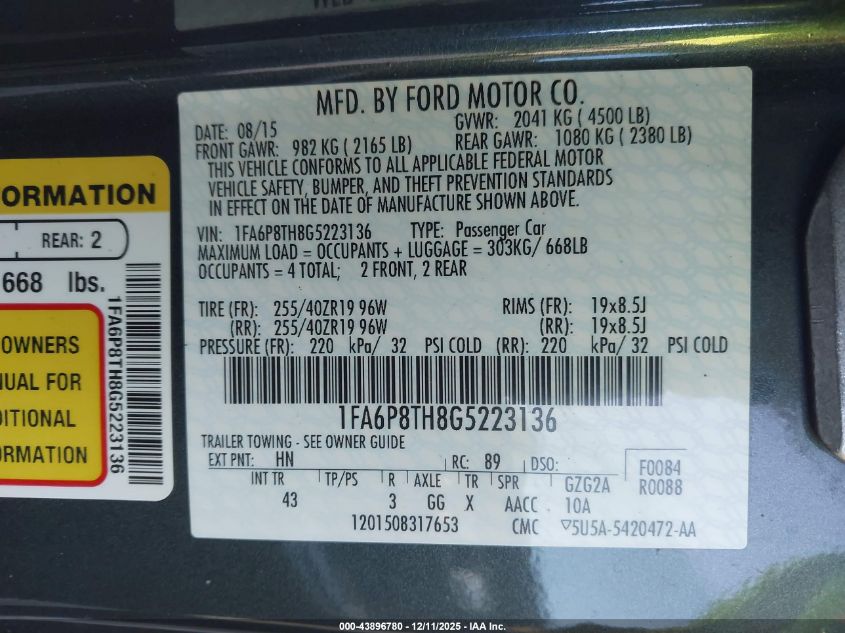 MFD. BY FORD MOTOR CO.
DATE: 08/15 GVWR: 2041 KG ( 4500 LB)
FRONT GAWR: 982 KG ( 2165 LB) REAR GAWR: 1080 KG ( 2380 LB)
THIS VEHICLE CONFORMS TO ALL APPLICABLE FEDERAL MOTOR
VEHICLE SAFETY, BUMPER, AND THEFT PREVENTION STANDARDS
IN EFFECT ON THE DATE OF MANUFACTURE SHOWN ABOVE.
VIN: 1FA6P8TH8G5223136 TYPE: Passenger Car
MAXIMUM LOAD = OCCUPANTS + LUGGAGE = 303KG/ 668LB
OCCUPANTS = 4 TOTAL; 2 FRONT, 2 REAR
TIRE (FR): 255/40ZR19 96W RIMS (FR): 19x8.5J
(RR): 255/40ZR19 96W (RR): 19x8.5J
PRESSURE (FR): 220 kPa/ 32 PSI COLD (RR): 220 kPa/ 32 PSI COLD
1FA6P8TH8G5223136
TRAILER TOWING - SEE OWNER GUIDE
EXT PNT: HN RC: 89 DSO: F0084
INT TR TP/PS R AXLE TR SPR GZG2A R0088
43 3 GG X AACC 10A
1201508317653 CMC ▽5U5A-5420472-AA
ORMATION
REAR: 2
668 lbs.
OWNERS
NUAL FOR
DITIONAL
ORMATION
1FA6P8TH8G5223136
000-43896780 - 12/11/2025 - IAA Inc.